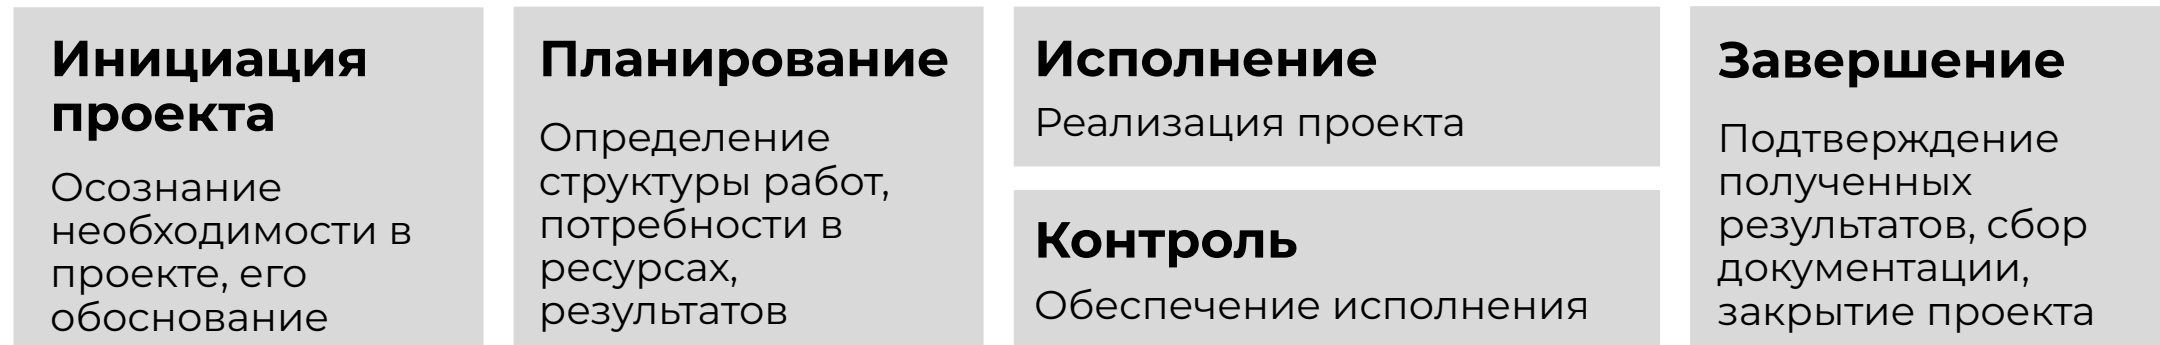 Инициация
проекта
Осознание
необходимости в
проекте, его
обоснование
Планирование
Определение
структуры работ,
потребности в
ресурсах,
результатов
Исполнение
Реализация проекта
Контроль
Обеспечение исполнения
Завершение
Подтверждение
полученных
результатов, сбор
документации,
закрытие проекта